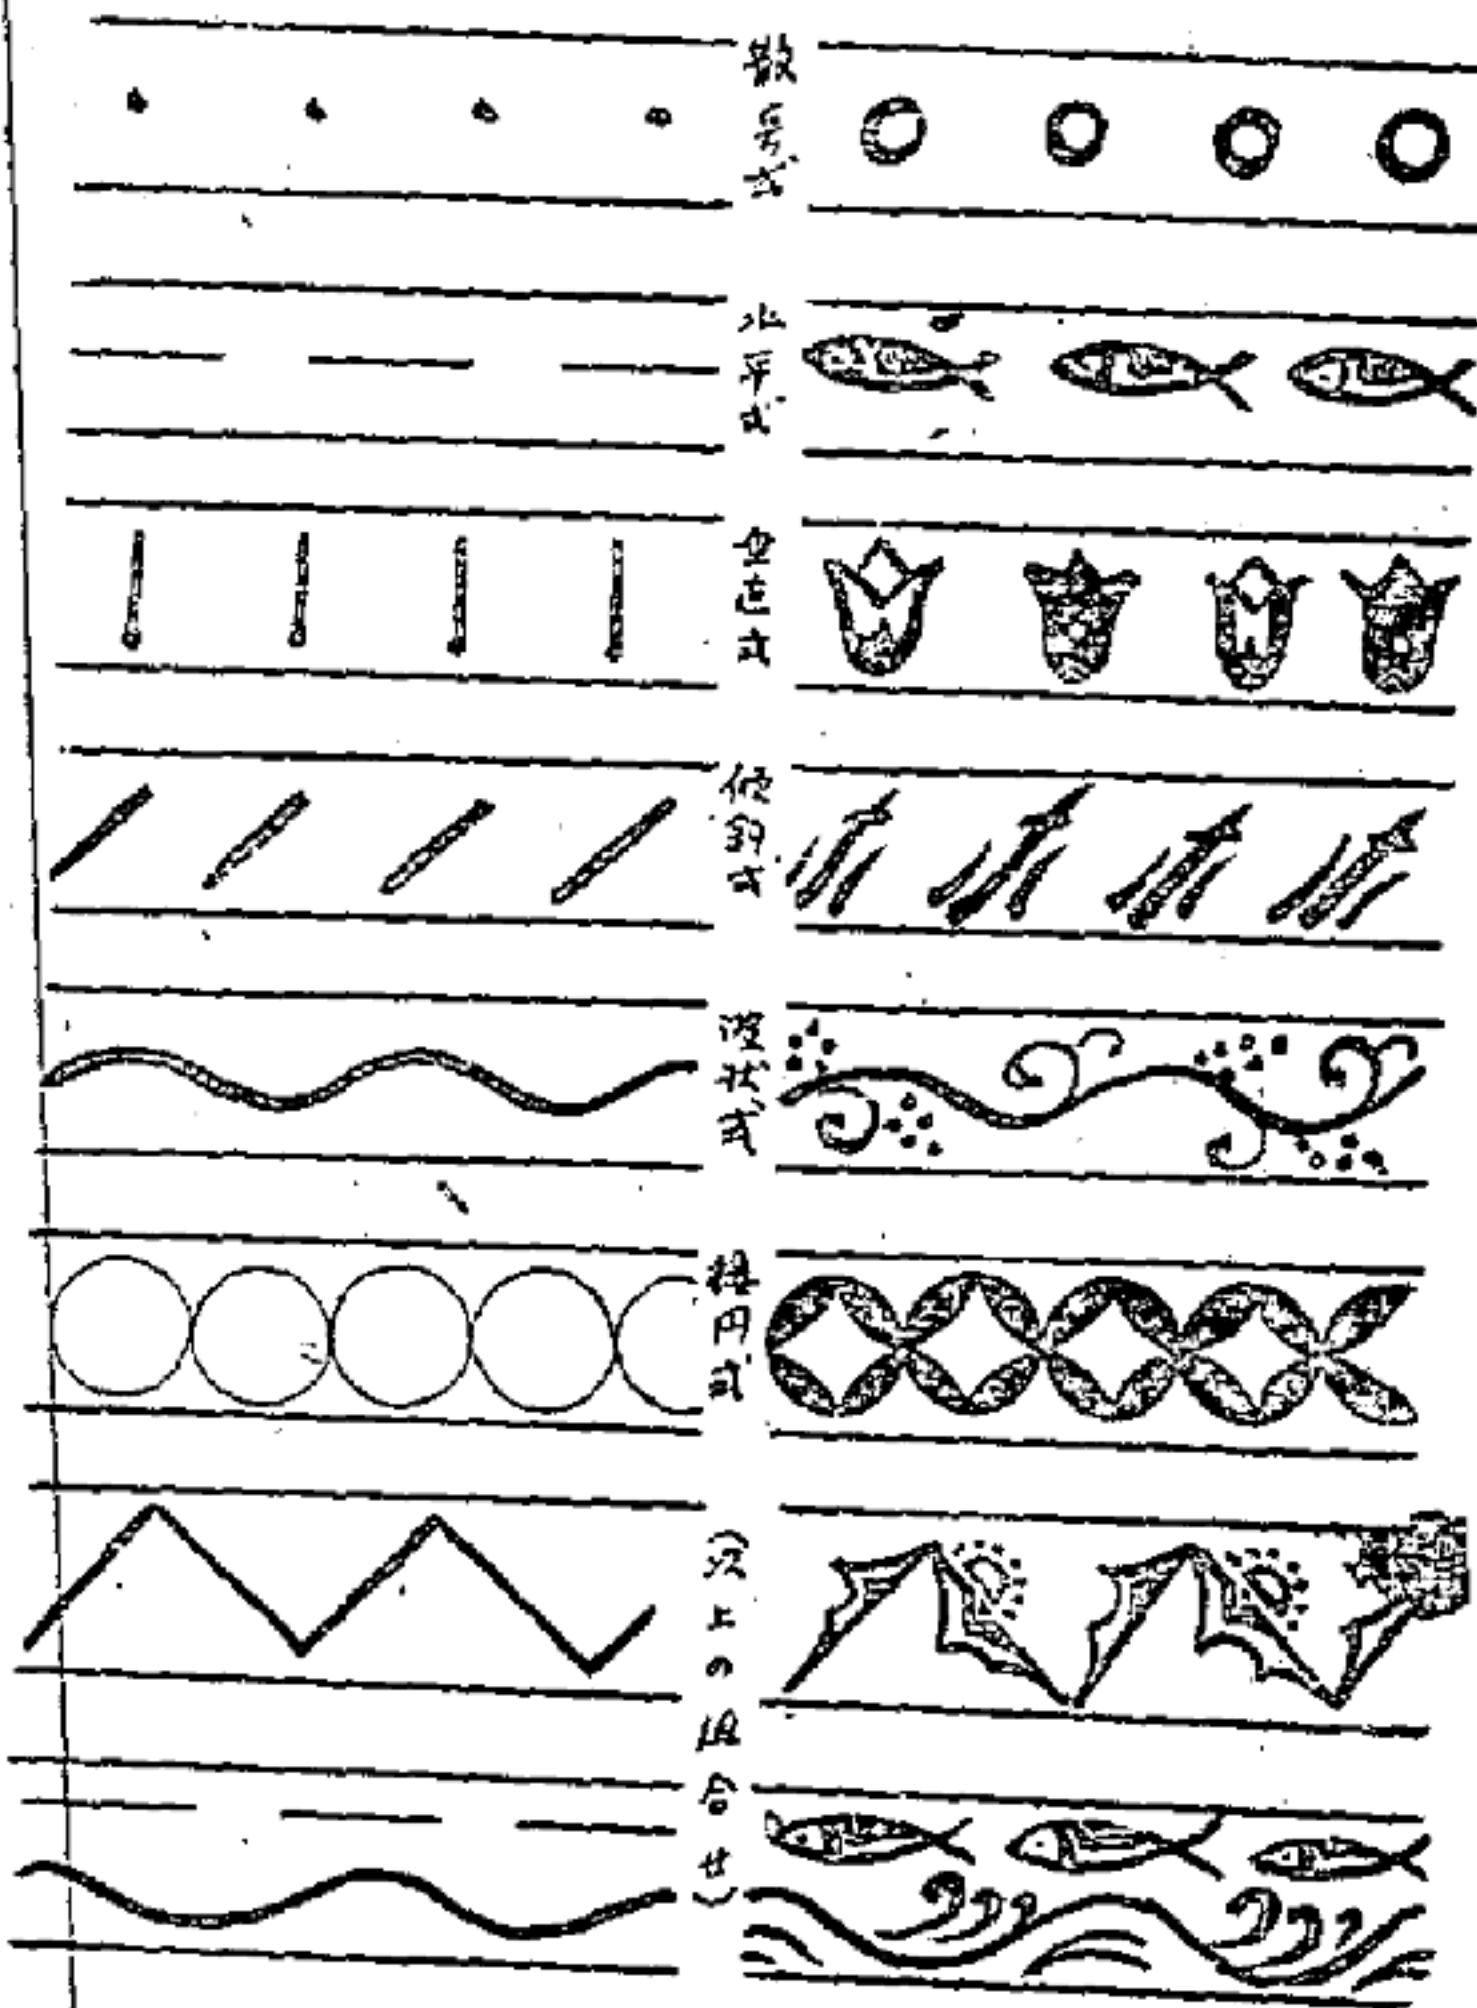 散点式
水平式
垂直式
傾斜式
波状式
接円式
(以上の組合せ)